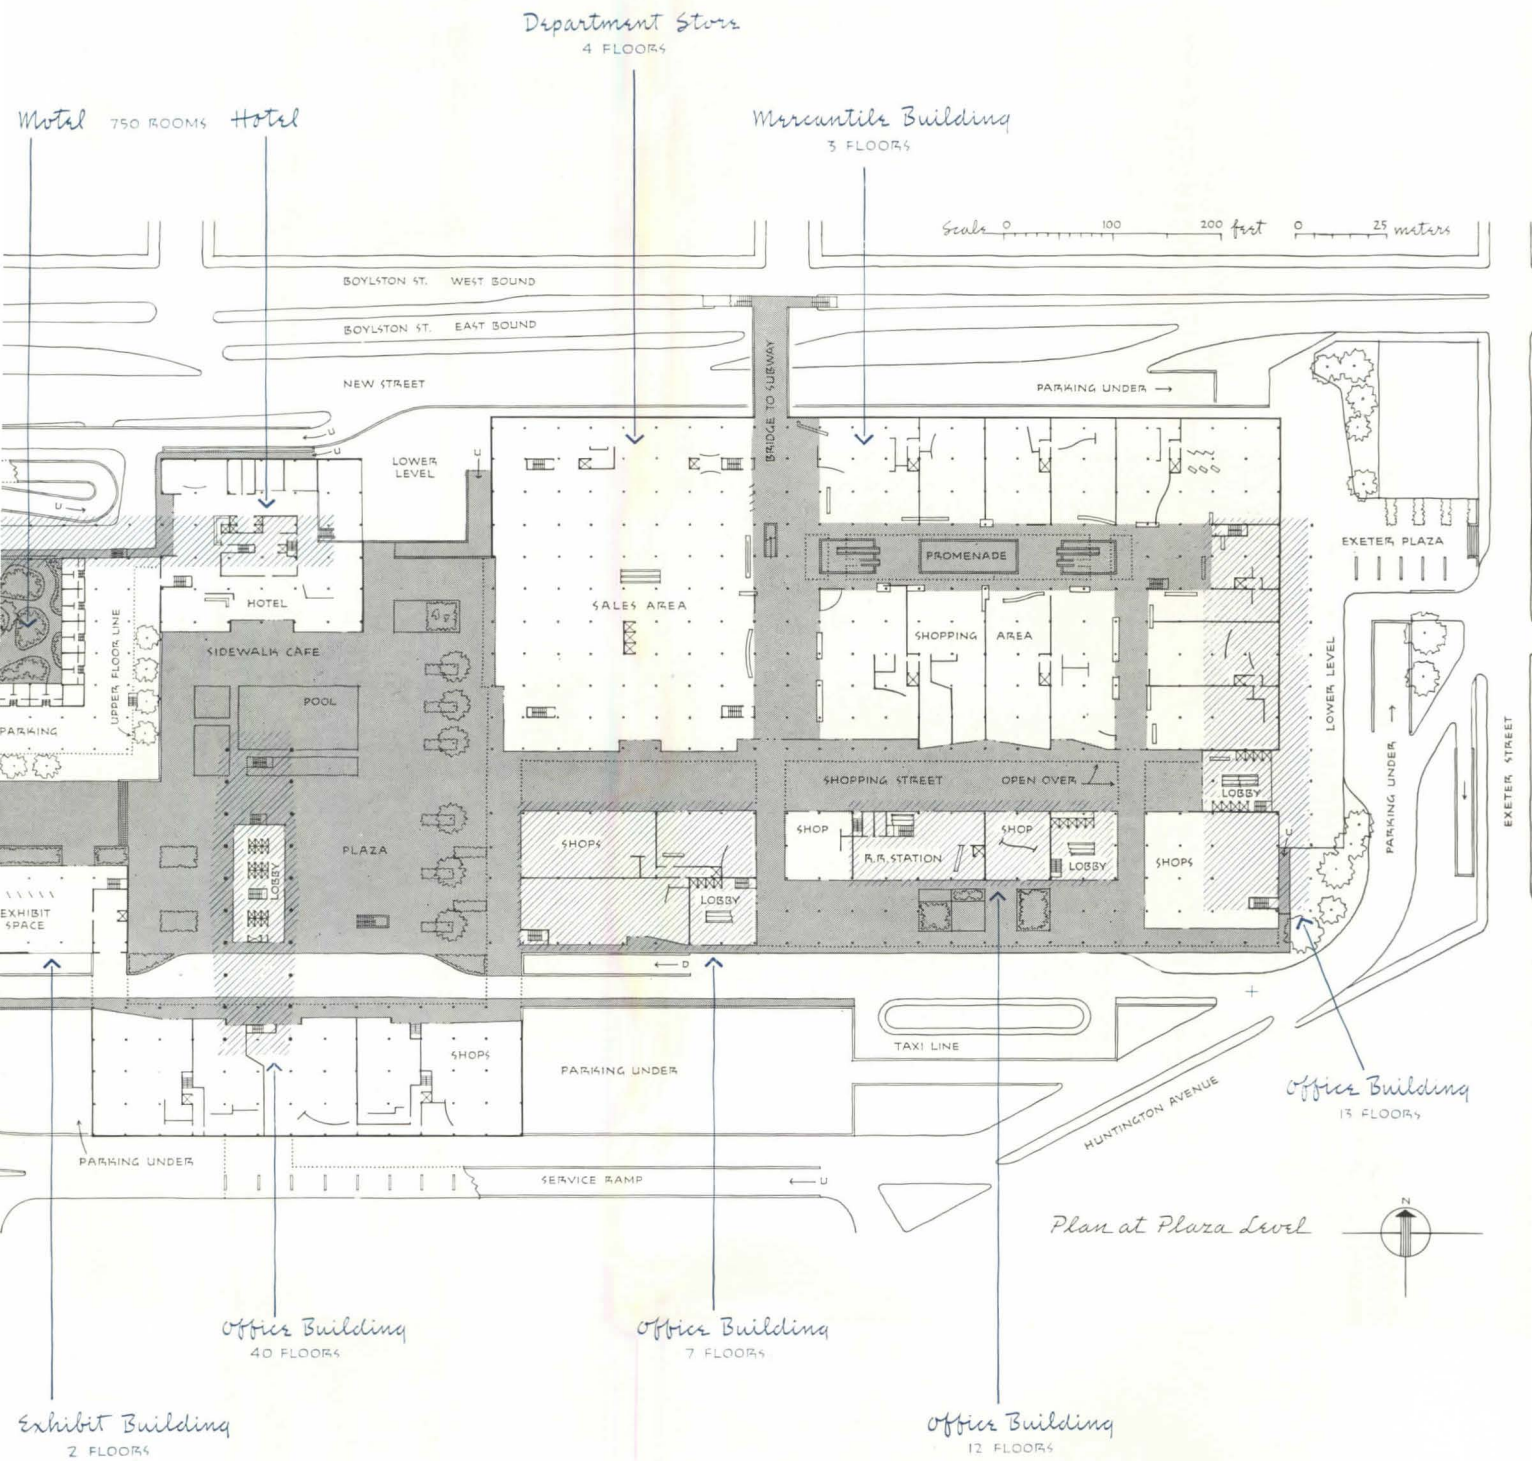 Department Store
4 FLOORS
Motel 750 ROOMS Hotel
Mercantile Building
3 FLOORS
Scale 0 100 200 feet 0 25 meters
BOYLSTON ST. WEST BOUND
BOYLSTON ST. EAST BOUND
NEW STREET
PARKING UNDER
BRIDGE TO SUBWAY
U
U
LOWER
LEVEL
U
U
EXETER PLAZA
PROMENADE
HOTEL
SALES AREA
SHOPPING AREA
UPPER FLOOR LINE
SIDEWALK CAFE
LOWER LEVEL
POOL
PARKING
PARKING UNDER
EXETER STREET
SHOPPING STREET OPEN OVER
LOBBY
SHOPS
SHOP
SHOP
R.R. STATION
LOBBY
SHOPS
U
PLAZA
LOBBY
LOBBY
EXHIBIT
SPACE
D
TAXI LINE
SHOPS
PARKING UNDER
HUNTINGTON AVENUE
Office Building
13 FLOORS
PARKING UNDER
SERVICE RAMP U
Plan at Plaza Level
N
Office Building
40 FLOORS
Office Building
7 FLOORS
Exhibit Building
2 FLOORS
Office Building
12 FLOORS